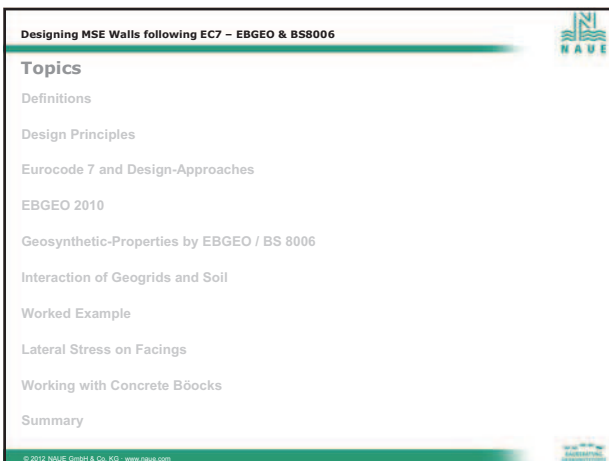 Designing MSE Walls following EC7 – EBGEO & BS8006
NAUE
Topics
Definitions
Design Principles
Eurocode 7 and Design-Approaches
EBGEO 2010
Geosynthetic-Properties by EBGEO / BS 8006
Interaction of Geogrids and Soil
Worked Example
Lateral Stress on Facings
Working with Concrete Böocks
Summary
© 2012 NAUE GmbH & Co. KG · www.naue.com